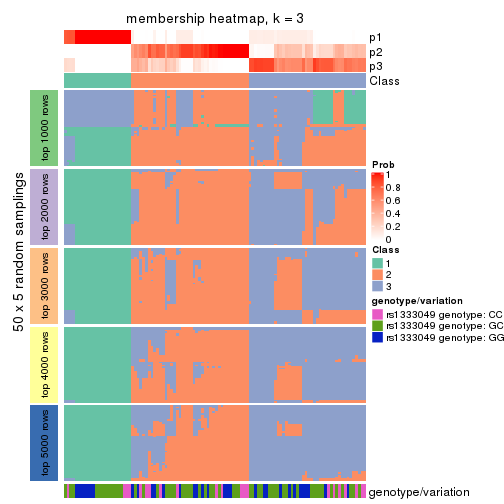 membership heatmap, k = 3
p1
p2
p3
Class
50 x 5 random samplings
top 1000 rows
top 2000 rows
top 3000 rows
top 4000 rows
top 5000 rows
Prob
1
0.8
0.6
0.4
0.2
0
Class
1
2
3
genotype/variation
rs1333049 genotype: CC
rs1333049 genotype: GC
rs1333049 genotype: GG
genotype/variation